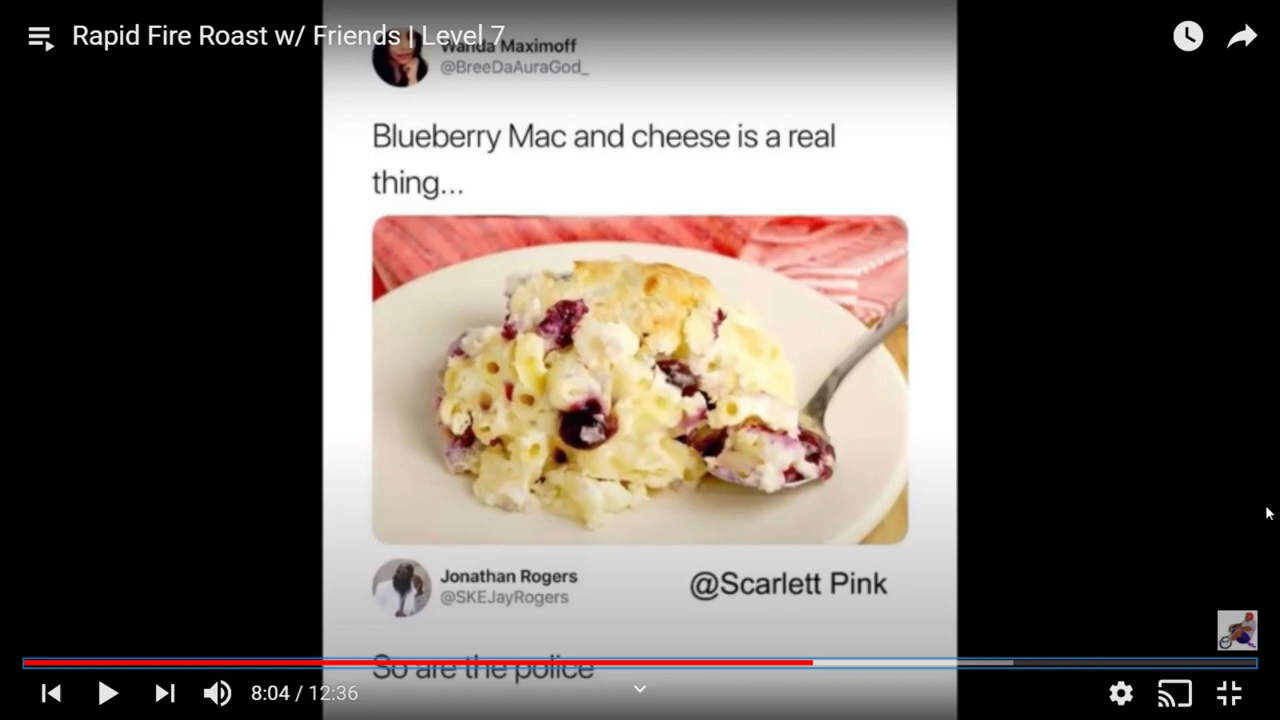 Rapid Fire Roast w/ Friends | Level 7
Wanda Maximoff
@BreeDaAuraGod_
Blueberry Mac and cheese is a real
thing...
Jonathan Rogers
@SKEJayRogers
@Scarlett Pink
So are the police
8:04 / 12:36